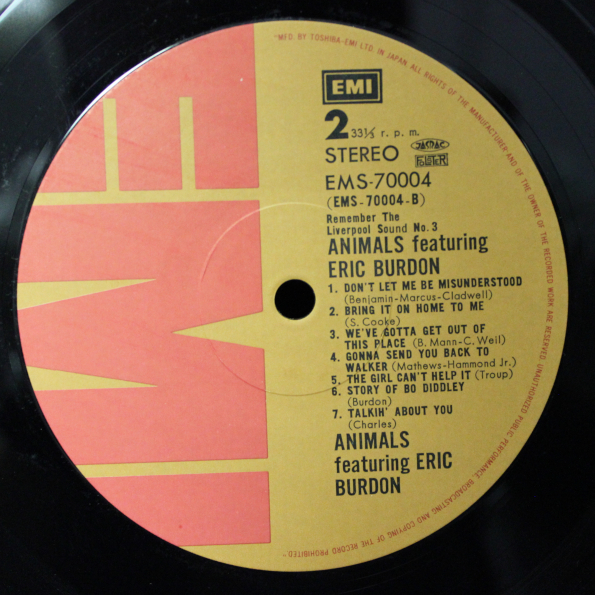 "MFD BY TOSHIBA-EMI LTD. IN JAPAN ALL RIGHTS OF THE MANUFACTURER AND OF THE OWNER OF THE RECORDED WORK ARE RESERVED. UNAUTHORIZED PUBLIC PERFORMANCE, BROADCASTING AND COPYING OF THE RECORD PROHIBITED"
EMI
EMI
2 33⅓ r. p. m.
STEREO JASRAC
EMS-70004
(EMS-70004-B)
Remember The
Liverpool Sound No.3
ANIMALS featuring
ERIC BURDON
1. DON'T LET ME BE MISUNDERSTOOD
(Benjamin-Marcus-Cladwell)
2. BRING IT ON HOME TO ME
(S. Cooke)
3. WE'VE GOTTA GET OUT OF
THIS PLACE (B. Mann-C. Weil)
4. GONNA SEND YOU BACK TO
WALKER (Mathews-Hammond Jr.)
5. THE GIRL CAN'T HELP IT (Troup)
6. STORY OF BO DIDDLEY
(Burdon)
7. TALKIN' ABOUT YOU
(Charles)
ANIMALS
featuring ERIC
BURDON